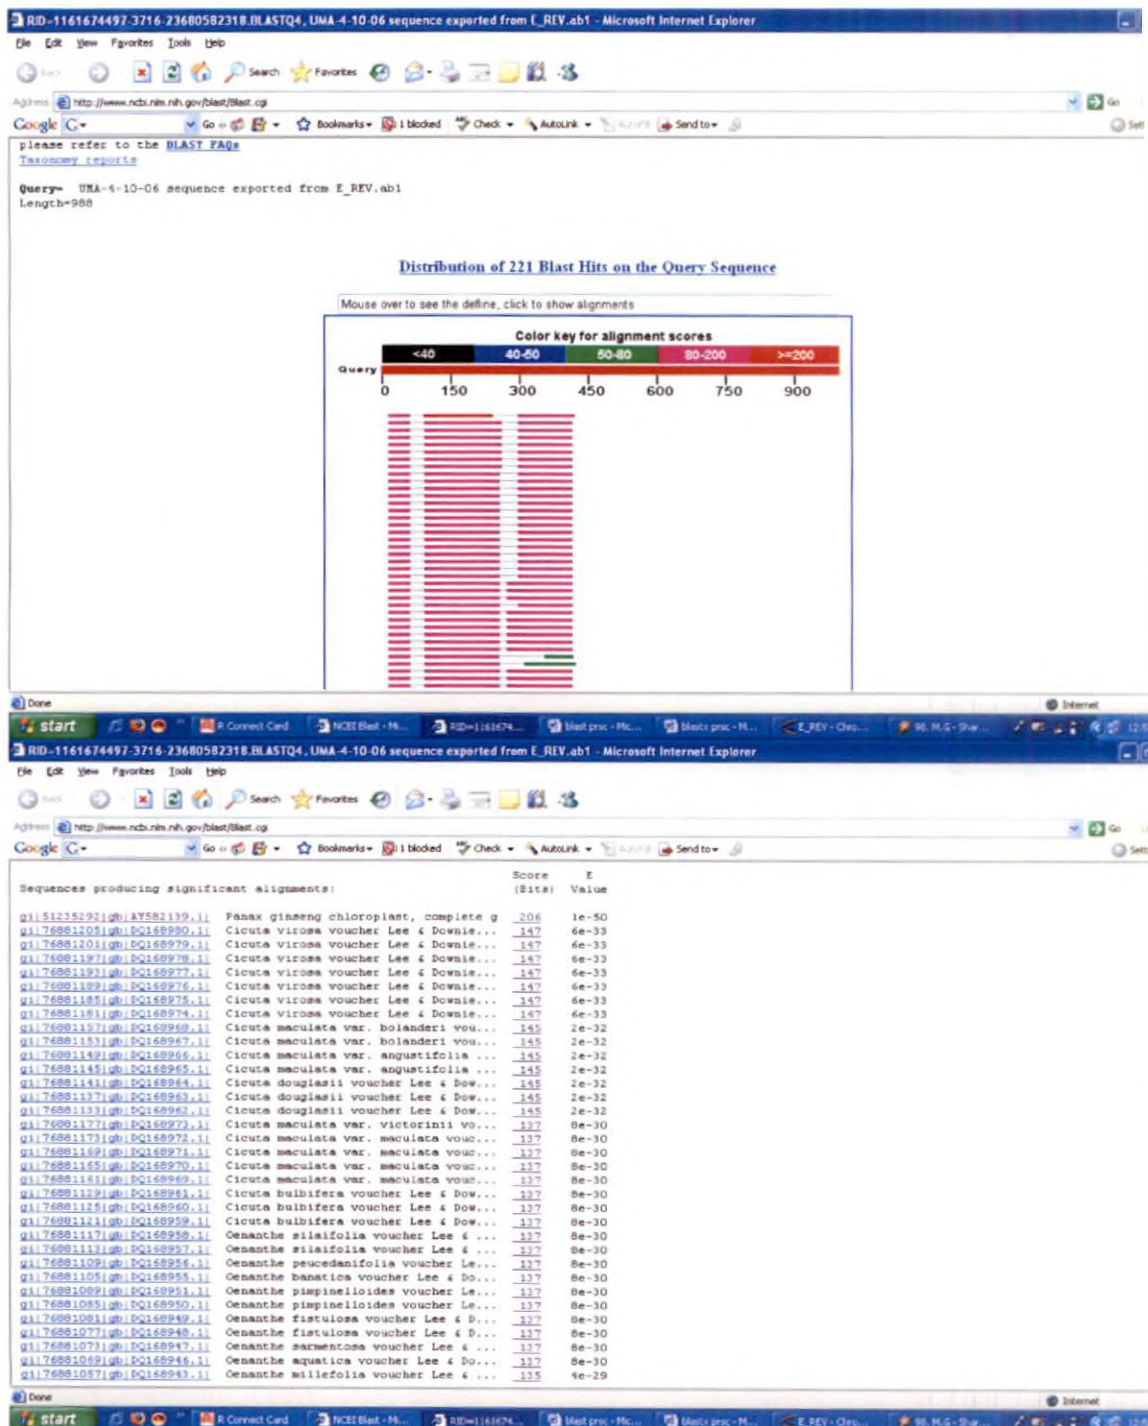 RID=1161674497-3716-23680582318.BLASTQ4, UMA-4-10-06 sequence exported from E_REV.ab1 - Microsoft Internet Explorer
File Edit View Favorites Tools Help
Back Search Favorites
Address http://www.ncbi.nlm.nih.gov/blast/Blast.cgi Go
Google G Go Bookmarks 1 blocked Check AutoLink AutoFill Send to
please refer to the BLAST FAQs
Taxonomy reports
Query= UMA-4-10-06 sequence exported from E_REV.ab1
Length=988
Distribution of 221 Blast Hits on the Query Sequence
Mouse over to see the defline, click to show alignments
Color key for alignment scores
<40 40-50 50-80 80-200 >=200
Query
0 150 300 450 600 750 900
Done Internet
start R Connect Card NCBI Blast - M... RID=1161674... blast prsc - Mic... blastx prsc - M... E_REV - Chro... 98. M.G - Shar...
RID=1161674497-3716-23680582318.BLASTQ4, UMA-4-10-06 sequence exported from E_REV.ab1 - Microsoft Internet Explorer
File Edit View Favorites Tools Help
Back Search Favorites
Address http://www.ncbi.nlm.nih.gov/blast/Blast.cgi Go
Google G Go Bookmarks 1 blocked Check AutoLink AutoFill Send to
Score E
Sequences producing significant alignments: (Bits) Value
gi|51235292|gb|AY582139.1| Panax ginseng chloroplast, complete g 206 1e-50
gi|76881205|gb|DQ168980.1| Cicuta virosa voucher Lee & Downie... 147 6e-33
gi|76881201|gb|DQ168979.1| Cicuta virosa voucher Lee & Downie... 147 6e-33
gi|76881197|gb|DQ168978.1| Cicuta virosa voucher Lee & Downie... 147 6e-33
gi|76881193|gb|DQ168977.1| Cicuta virosa voucher Lee & Downie... 147 6e-33
gi|76881189|gb|DQ168976.1| Cicuta virosa voucher Lee & Downie... 147 6e-33
gi|76881185|gb|DQ168975.1| Cicuta virosa voucher Lee & Downie... 147 6e-33
gi|76881181|gb|DQ168974.1| Cicuta virosa voucher Lee & Downie... 147 6e-33
gi|76881157|gb|DQ168968.1| Cicuta maculata var. bolanderi vou... 145 2e-32
gi|76881153|gb|DQ168967.1| Cicuta maculata var. bolanderi vou... 145 2e-32
gi|76881149|gb|DQ168966.1| Cicuta maculata var. angustifolia ... 145 2e-32
gi|76881145|gb|DQ168965.1| Cicuta maculata var. angustifolia ... 145 2e-32
gi|76881141|gb|DQ168964.1| Cicuta douglasii voucher Lee & Dow... 145 2e-32
gi|76881137|gb|DQ168963.1| Cicuta douglasii voucher Lee & Dow... 145 2e-32
gi|76881133|gb|DQ168962.1| Cicuta douglasii voucher Lee & Dow... 145 2e-32
gi|76881177|gb|DQ168973.1| Cicuta maculata var. victorinii vo... 137 8e-30
gi|76881173|gb|DQ168972.1| Cicuta maculata var. maculata vouc... 137 8e-30
gi|76881169|gb|DQ168971.1| Cicuta maculata var. maculata vouc... 137 8e-30
gi|76881165|gb|DQ168970.1| Cicuta maculata var. maculata vouc... 137 8e-30
gi|76881161|gb|DQ168969.1| Cicuta maculata var. maculata vouc... 137 8e-30
gi|76881129|gb|DQ168961.1| Cicuta bulbifera voucher Lee & Dow... 137 8e-30
gi|76881125|gb|DQ168960.1| Cicuta bulbifera voucher Lee & Dow... 137 8e-30
gi|76881121|gb|DQ168959.1| Cicuta bulbifera voucher Lee & Dow... 137 8e-30
gi|76881117|gb|DQ168958.1| Oenanthe silaifolia voucher Lee & ... 137 8e-30
gi|76881113|gb|DQ168957.1| Oenanthe silaifolia voucher Lee & ... 137 8e-30
gi|76881109|gb|DQ168956.1| Oenanthe peucedanifolia voucher Le... 137 8e-30
gi|76881105|gb|DQ168955.1| Oenanthe banatica voucher Lee & Do... 137 8e-30
gi|76881089|gb|DQ168951.1| Oenanthe pimpinelloides voucher Le... 137 8e-30
gi|76881085|gb|DQ168950.1| Oenanthe pimpinelloides voucher Le... 137 8e-30
gi|76881081|gb|DQ168949.1| Oenanthe fistulosa voucher Lee & D... 137 8e-30
gi|76881077|gb|DQ168948.1| Oenanthe fistulosa voucher Lee & D... 137 8e-30
gi|76881073|gb|DQ168947.1| Oenanthe sarmentosa voucher Lee & ... 137 8e-30
gi|76881069|gb|DQ168946.1| Oenanthe aquatica voucher Lee & Do... 137 8e-30
gi|76881057|gb|DQ168943.1| Oenanthe millefolia voucher Lee & ... 135 4e-29
Done Internet
start R Connect Card NCBI Blast - M... RID=1161674... blast prsc - Mic... blastx prsc - M... E_REV - Chro... 98. M.G - Shar...